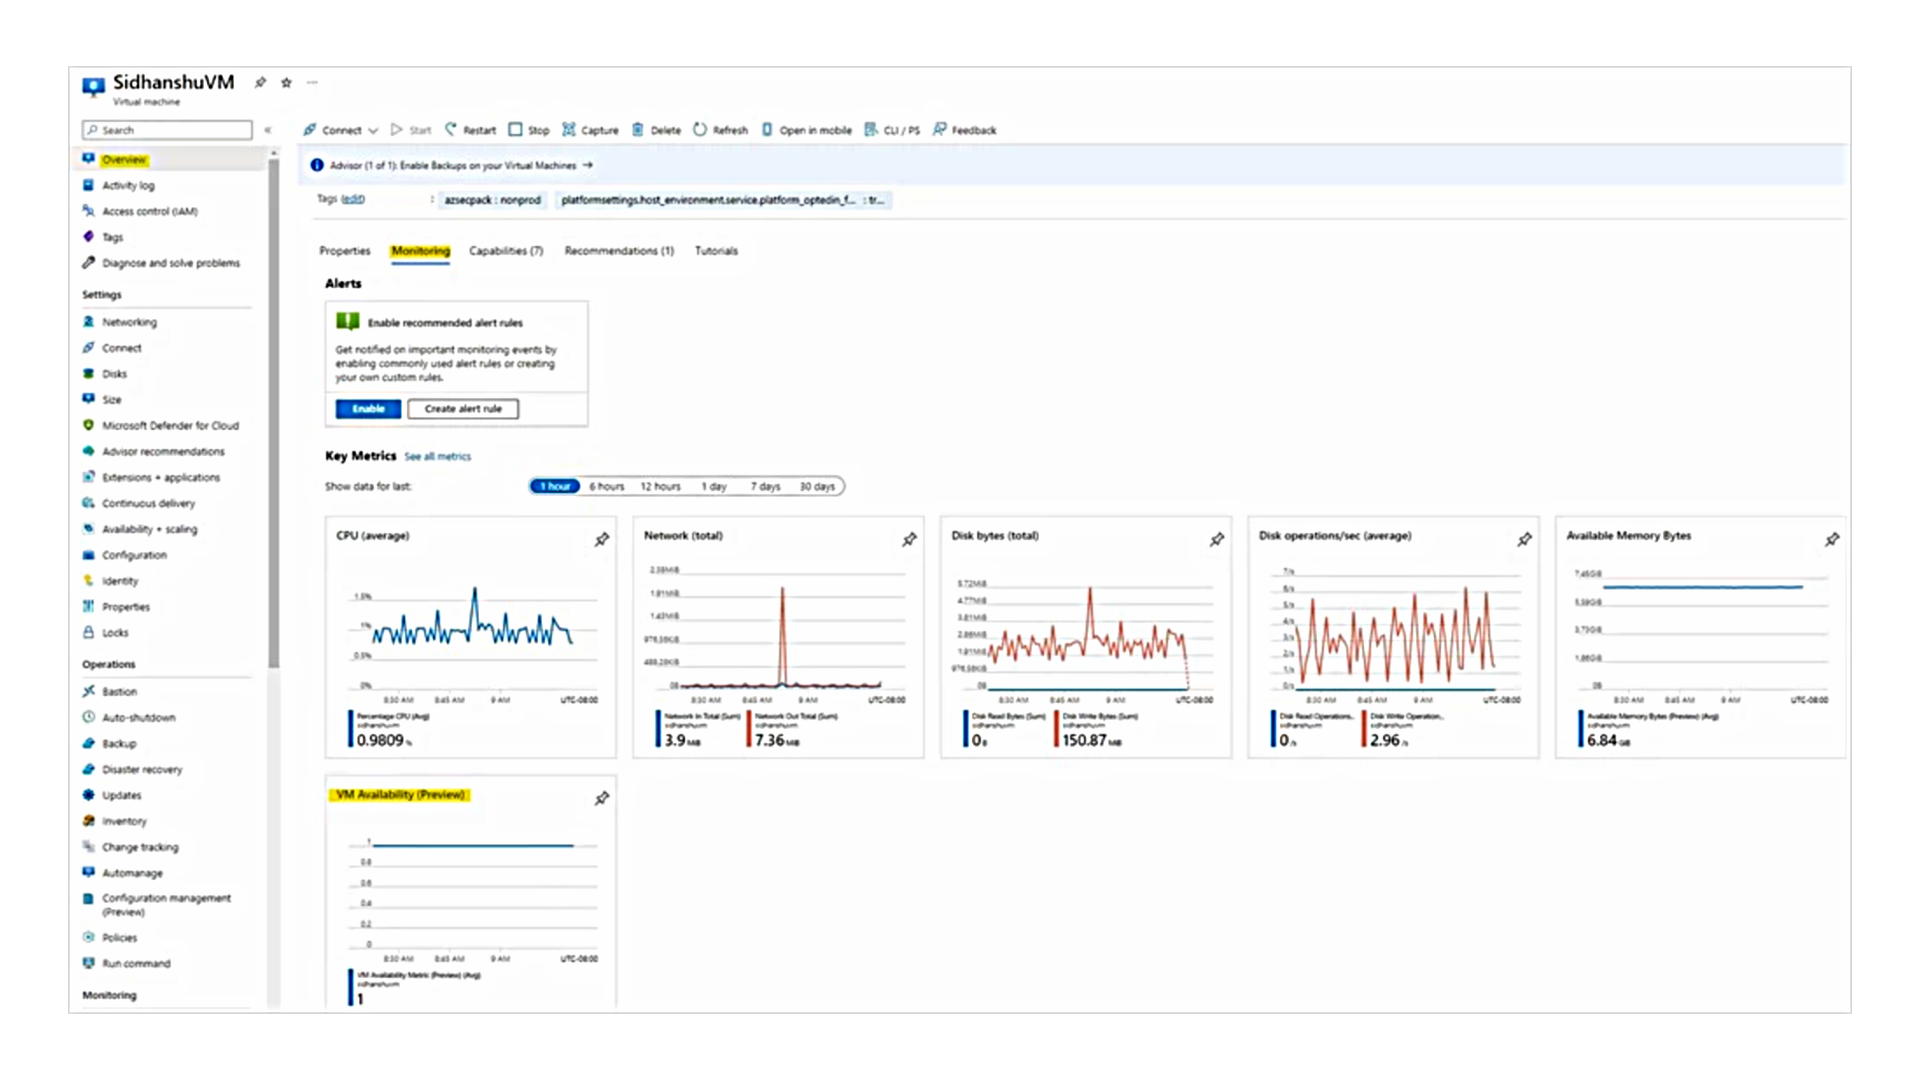 SidhanshuVM
Virtual machine
Search
Connect Start Restart Stop Capture Delete Refresh Open in mobile CLI / PS Feedback
Overview
Activity log
Access control (IAM)
Tags
Diagnose and solve problems
Settings
Networking
Connect
Disks
Size
Microsoft Defender for Cloud
Advisor recommendations
Extensions + applications
Continuous delivery
Availability + scaling
Configuration
Identity
Properties
Locks
Operations
Bastion
Auto-shutdown
Backup
Disaster recovery
Updates
Inventory
Change tracking
Automanage
Configuration management
(Preview)
Policies
Run command
Monitoring
Advisor (1 of 1): Enable Backups on your Virtual Machines →
Tags (edit) : azsecpack : nonprod platformsettings.host_environment.service.platform_optedin_f... : tr...
Properties Monitoring Capabilities (7) Recommendations (1) Tutorials
Alerts
Enable recommended alert rules
Get notified on important monitoring events by
enabling commonly used alert rules or creating
your own custom rules.
Enable Create alert rule
Key Metrics See all metrics
Show data for last: 1 hour 6 hours 12 hours 1 day 7 days 30 days
CPU (average)
1.5%
1%
0.5%
0%
8:30 AM 8:45 AM 9 AM UTC-08:00
Percentage CPU (Avg)
sidhanshuvm
0.9809 %
Network (total)
2.38MiB
1.91MiB
1.43MiB
976.56KiB
488.28KiB
0B
8:30 AM 8:45 AM 9 AM UTC-08:00
Network In Total (Sum) Network Out Total (Sum)
sidhanshuvm sidhanshuvm
3.9 MiB 7.36 MiB
Disk bytes (total)
5.72MiB
4.77MiB
3.81MiB
2.86MiB
1.91MiB
976.56KiB
0B
8:30 AM 8:45 AM 9 AM UTC-08:00
Disk Read Bytes (Sum) Disk Write Bytes (Sum)
sidhanshuvm sidhanshuvm
0 B 150.87 MiB
Disk operations/sec (average)
7/s
6/s
5/s
4/s
3/s
2/s
1/s
0/s
8:30 AM 8:45 AM 9 AM UTC-08:00
Disk Read Operations... Disk Write Operation...
sidhanshuvm sidhanshuvm
0 /s 2.96 /s
Available Memory Bytes
7.45GB
5.59GB
3.73GB
1.86GB
0B
8:30 AM 8:45 AM 9 AM UTC-08:00
Available Memory Bytes (Preview) (Avg)
sidhanshuvm
6.84 GB
VM Availability (Preview)
1
0.8
0.6
0.4
0.2
0
8:30 AM 8:45 AM 9 AM UTC-08:00
VM Availability Metric (Preview) (Avg)
sidhanshuvm
1